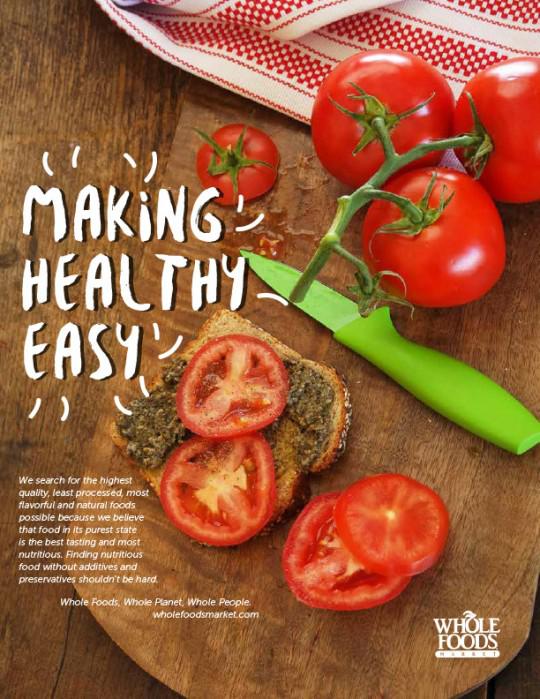 MAKING
HEALTHY
EASY
We search for the highest
quality, least processed, most
flavorful and natural foods
possible because we believe
that food in its purest state
is the best tasting and most
nutritious. Finding nutritious
food without additives and
preservatives shouldn't be hard.
Whole Foods, Whole Planet, Whole People.
wholefoodsmarket.com
WHOLE
FOODS
MARKET